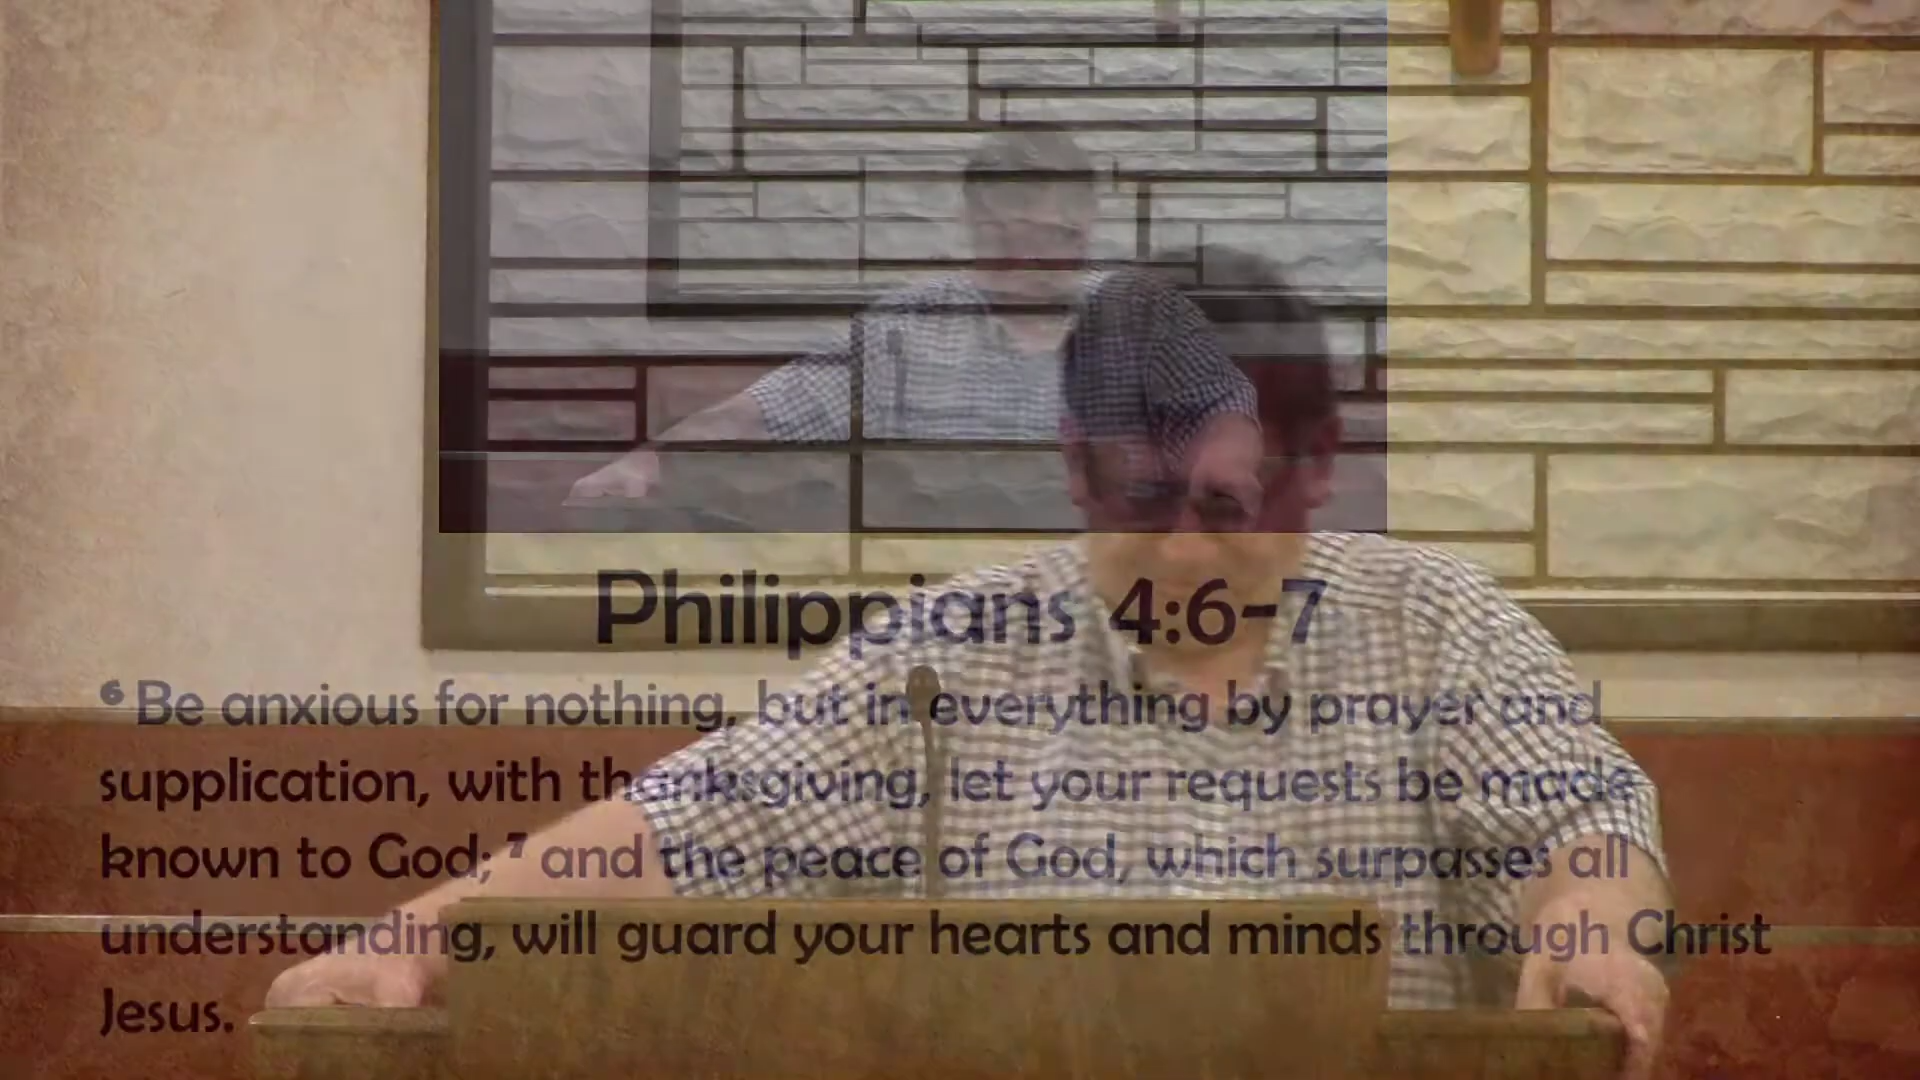 Philippians 4:6-7
⁶ Be anxious for nothing, but in everything by prayer and
supplication, with thanksgiving, let your requests be made
known to God; ⁷ and the peace of God, which surpasses all
understanding, will guard your hearts and minds through Christ
Jesus.